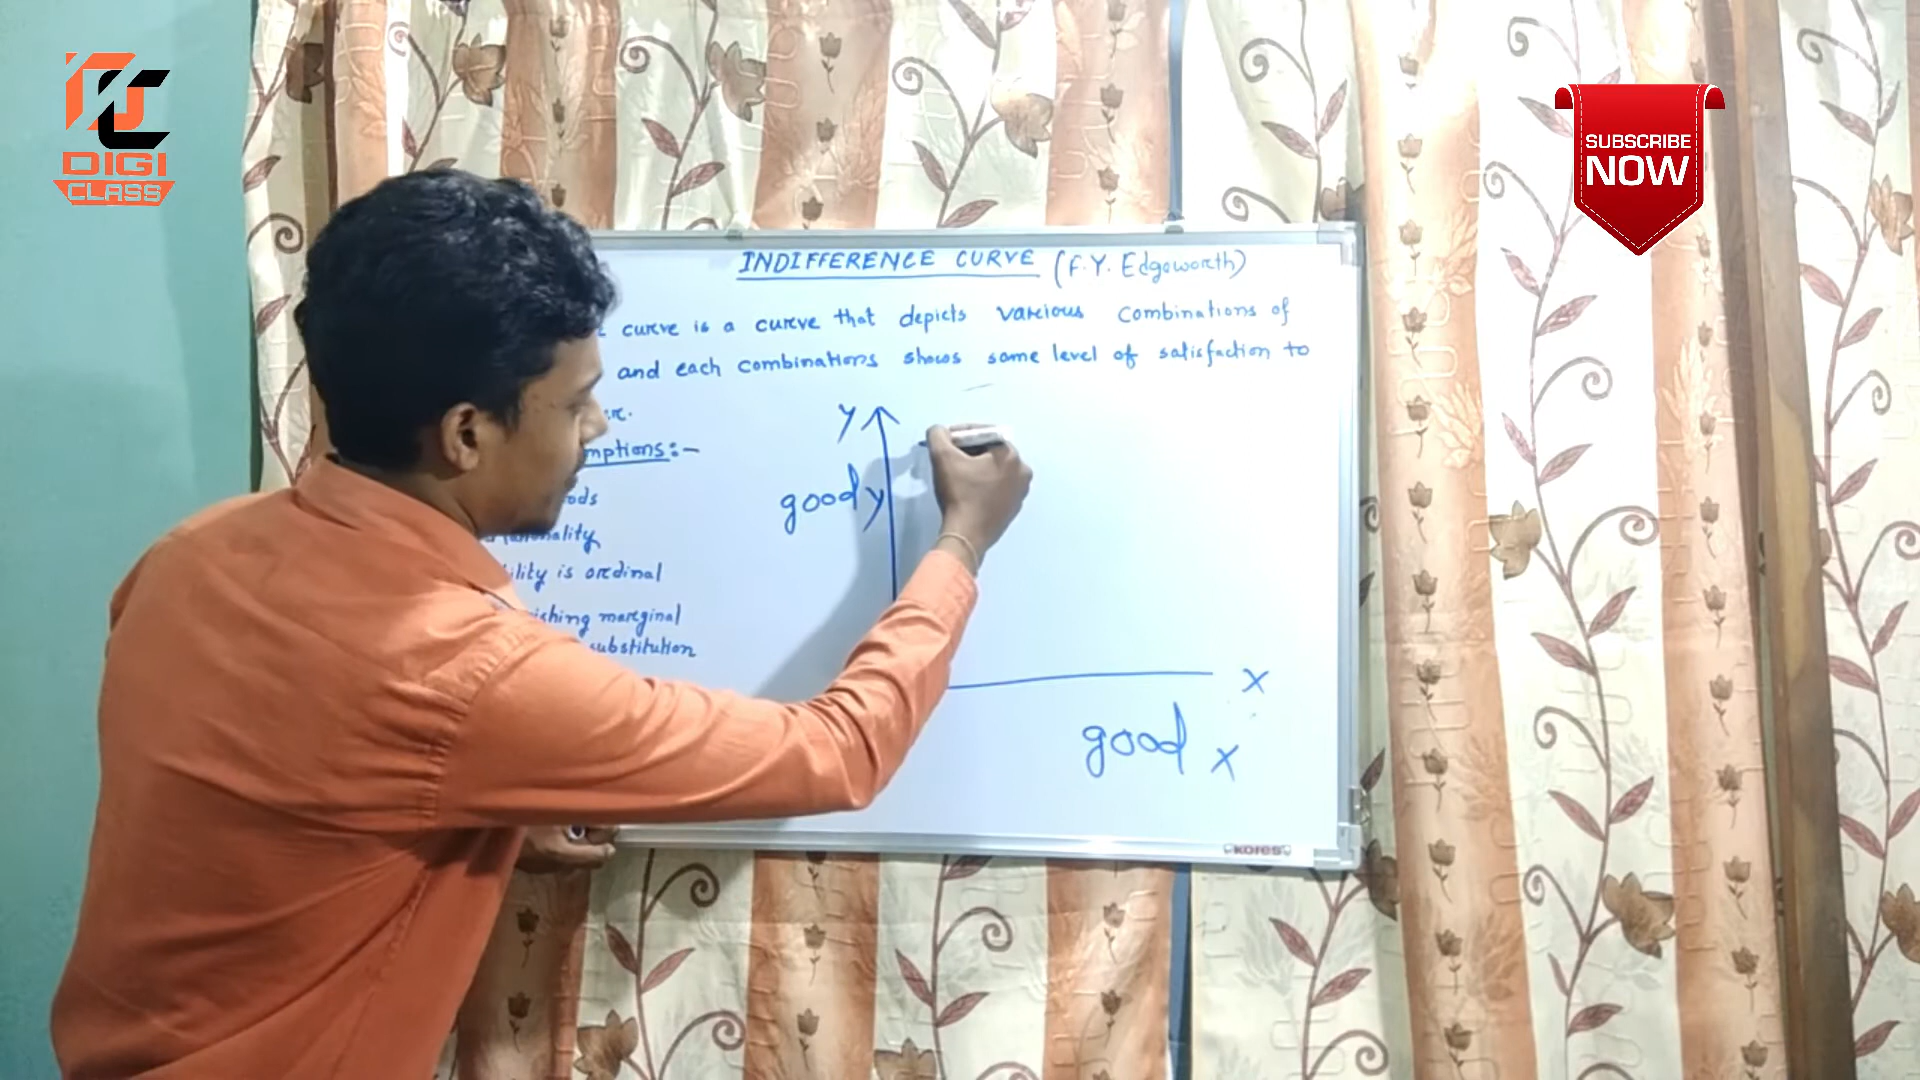 DIGI
CLASS
SUBSCRIBE
NOW
INDIFFERENCE CURVE (F.Y. Edgeworth)
curve is a curve that depicts various combinations of
and each combinations shows same level of satisfaction to
mptions:-
ods
ality
ility is ordinal
ishing marginal
substitution
y
good y
x
good x
Kores